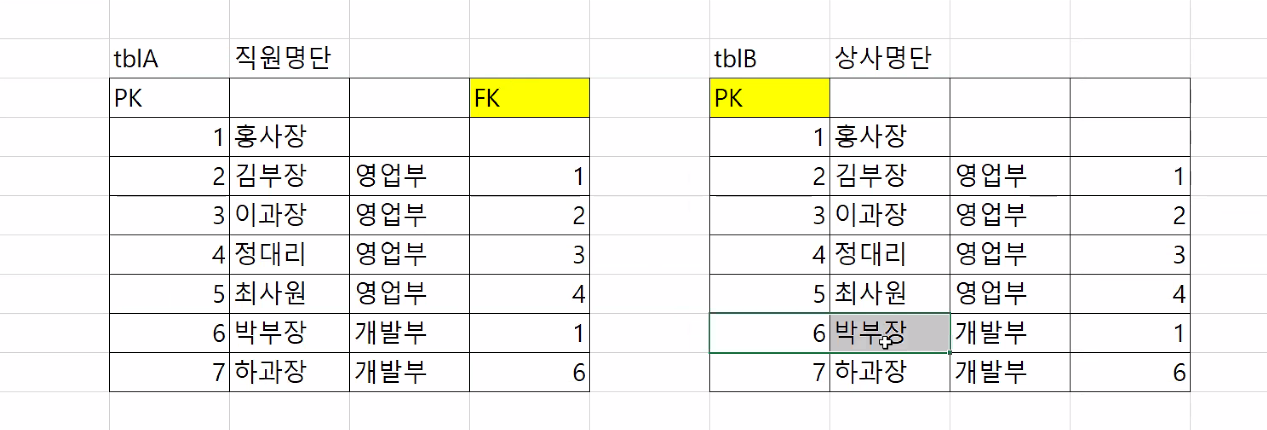 tblA 직원명단 tblB 상사명단
PK FK PK
1 홍사장 1 홍사장
2 김부장 영업부 1 2 김부장 영업부 1
3 이과장 영업부 2 3 이과장 영업부 2
4 정대리 영업부 3 4 정대리 영업부 3
5 최사원 영업부 4 5 최사원 영업부 4
6 박부장 개발부 1 6 박부장 개발부 1
7 하과장 개발부 6 7 하과장 개발부 6